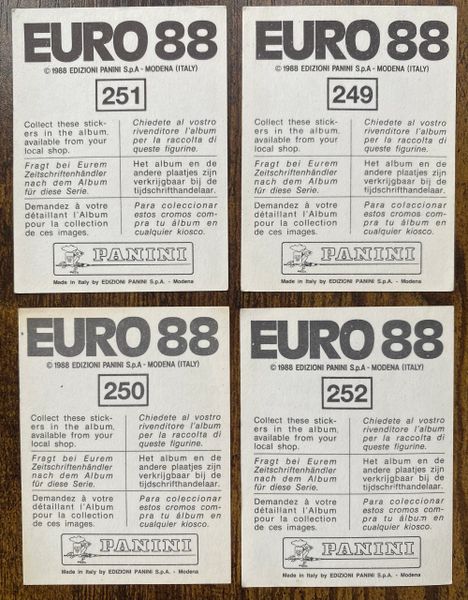 EURO 88
© 1988 EDIZIONI PANINI S.p.A - MODENA (ITALY)
251
Collect these stick-
ers in the album,
available from your
local shop.
Chiedete al vostro
rivenditore l'album
per la raccolta di
queste figurine.
Fragt bei Eurem
Zeitschriftenhändler
nach dem Album
für diese Serie.
Het album en de
andere plaatjes zijn
verkrijgbaar bij de
tijdschrifthandelaar.
Demandez à votre
détaillant l'Album
pour la collection
de ces images.
Para coleccionar
estos cromos com-
pra tu álbum en
cualquier kiosco.
PANINI
Made in Italy by EDIZIONI PANINI S.p.A. - Modena
EURO 88
© 1988 EDIZIONI PANINI S.p.A - MODENA (ITALY)
249
Collect these stick-
ers in the album,
available from your
local shop.
Chiedete al vostro
rivenditore l'album
per la raccolta di
queste figurine.
Fragt bei Eurem
Zeitschriftenhändler
nach dem Album
für diese Serie.
Het album en de
andere plaatjes zijn
verkrijgbaar bij de
tijdschrifthandelaar.
Demandez à votre
détaillant l'Album
pour la collection
de ces images.
Para coleccionar
estos cromos com-
pra tu álbum en
cualquier kiosco.
PANINI
Made in Italy by EDIZIONI PANINI S.p.A. - Modena
EURO 88
© 1988 EDIZIONI PANINI S.p.A - MODENA (ITALY)
250
Collect these stick-
ers in the album,
available from your
local shop.
Chiedete al vostro
rivenditore l'album
per la raccolta di
queste figurine.
Fragt bei Eurem
Zeitschriftenhändler
nach dem Album
für diese Serie.
Het album en de
andere plaatjes zijn
verkrijgbaar bij de
tijdschrifthandelaar.
Demandez à votre
détaillant l'Album
pour la collection
de ces images.
Para coleccionar
estos cromos com-
pra tu álbum en
cualquier kiosco.
PANINI
Made in Italy by EDIZIONI PANINI S.p.A. - Modena
EURO 88
© 1988 EDIZIONI PANINI S.p.A - MODENA (ITALY)
252
Collect these stick-
ers in the album,
available from your
local shop.
Chiedete al vostro
rivenditore l'album
per la raccolta di
queste figurine.
Fragt bei Eurem
Zeitschriftenhändler
nach dem Album
für diese Serie.
Het album en de
andere plaatjes zijn
verkrijgbaar bij de
tijdschrifthandelaar.
Demandez à votre
détaillant l'Album
pour la collection
de ces images.
Para coleccionar
estos cromos com-
pra tu álbum en
cualquier kiosco.
PANINI
Made in Italy by EDIZIONI PANINI S.p.A. - Modena